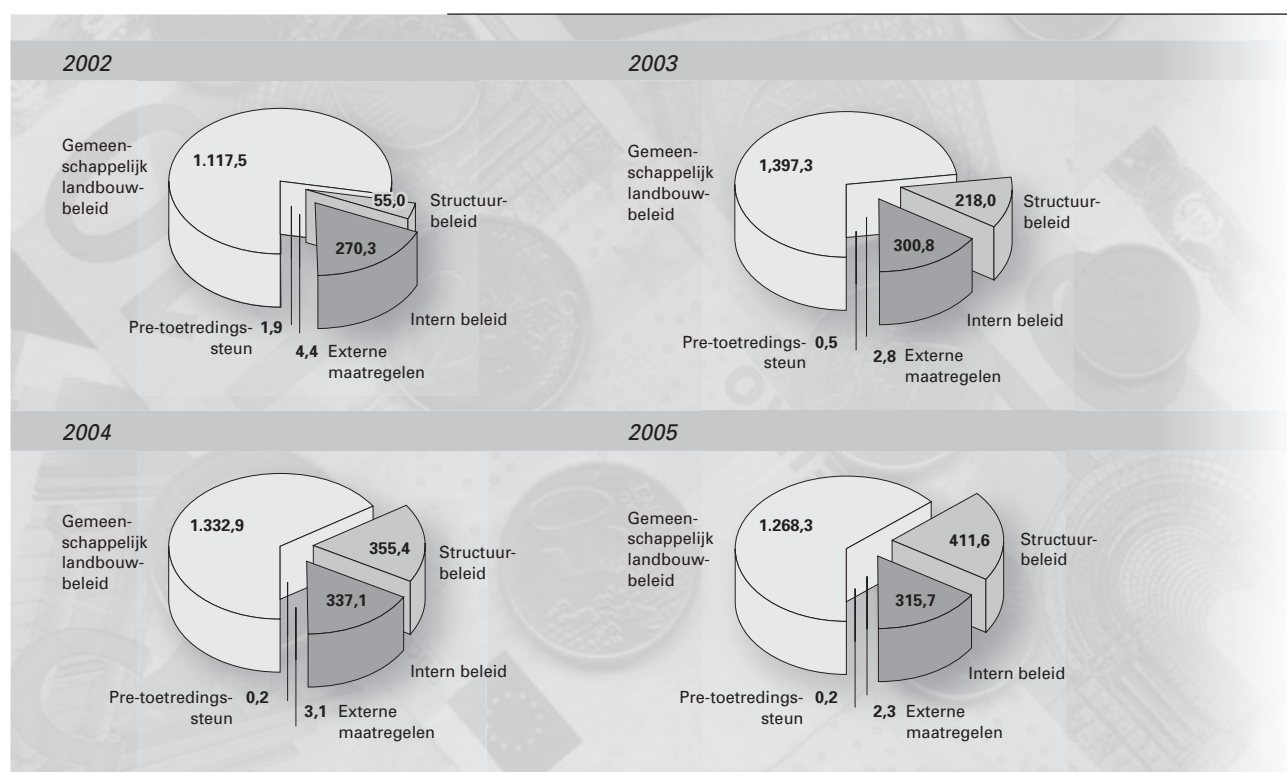 2002
Gemeen-
schappelijk
landbouw-
beleid
1.117,5
55,0
Structuur-
beleid
270,3
Intern beleid
Pre-toetredings-
steun
1,9
4,4 Externe
maatregelen
2003
Gemeen-
schappelijk
landbouw-
beleid
1,397,3
218,0
Structuur-
beleid
300,8
Intern beleid
Pre-toetredings-
steun
0,5
2,8 Externe
maatregelen
2004
Gemeen-
schappelijk
landbouw-
beleid
1.332,9
355,4
Structuur-
beleid
337,1
Intern beleid
Pre-toetredings-
steun
0,2
3,1 Externe
maatregelen
2005
Gemeen-
schappelijk
landbouw-
beleid
1.268,3
411,6
Structuur-
beleid
315,7
Intern beleid
Pre-toetredings-
steun
0,2
2,3 Externe
maatregelen